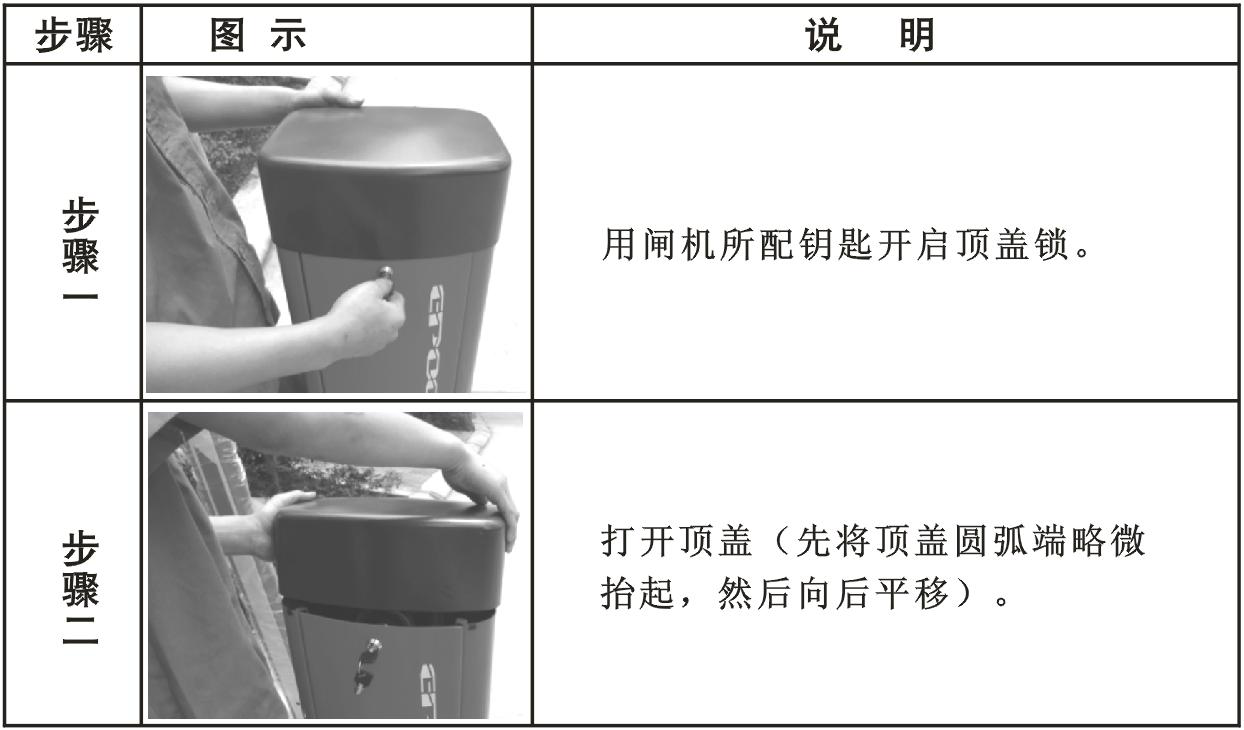 步骤 图 示 说 明
步骤一
用闸机所配钥匙开启顶盖锁。
步骤二
打开顶盖（先将顶盖圆弧端略微
抬起，然后向后平移）。